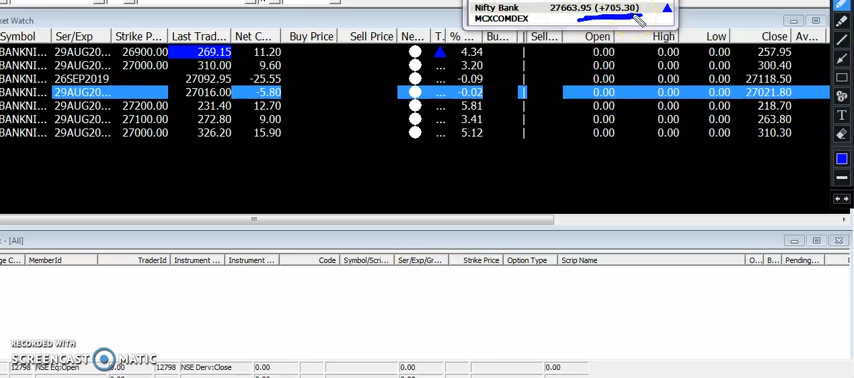 Nifty Bank 27663.95 (+705.30)
MCXCOMDEX
ket Watch
Symbol Ser/Exp Strike P... Last Trad... Net C... Buy Price Sell Price Ne... T. % ... Bu... Sell... Open High Low Close Av...
BANKNI... 29AUG20... 26900.00 269.15 11.20 4.34 0.00 0.00 0.00 257.95
BANKNI... 29AUG20... 27000.00 310.00 9.60 ... 3.20 0.00 0.00 0.00 300.40
BANKNI... 26SEP2019 27092.95 -25.55 ... -0.09 0.00 0.00 0.00 27118.50
BANKNI... 29AUG20... 27016.00 -5.80 ... -0.02 0.00 0.00 0.00 27021.80
BANKNI... 29AUG20... 27200.00 231.40 12.70 ... 5.81 0.00 0.00 0.00 218.70
BANKNI... 29AUG20... 27100.00 272.80 9.00 ... 3.41 0.00 0.00 0.00 263.80
BANKNI... 29AUG20... 27000.00 326.20 15.90 ... 5.12 0.00 0.00 0.00 310.30
- [All]
ge C... MemberId TraderId Instrument ... Instrument ... Code Symbol/Scri... Ser/Exp/Gr... Strike Price Option Type Scrip Name O... B... Pending...
RECORDED WITH
SCREENCAST MATIC
12798 NSE Eq:Open 0.00 12798 NSE Derv:Close 0.00 0.00 0.00 0.00